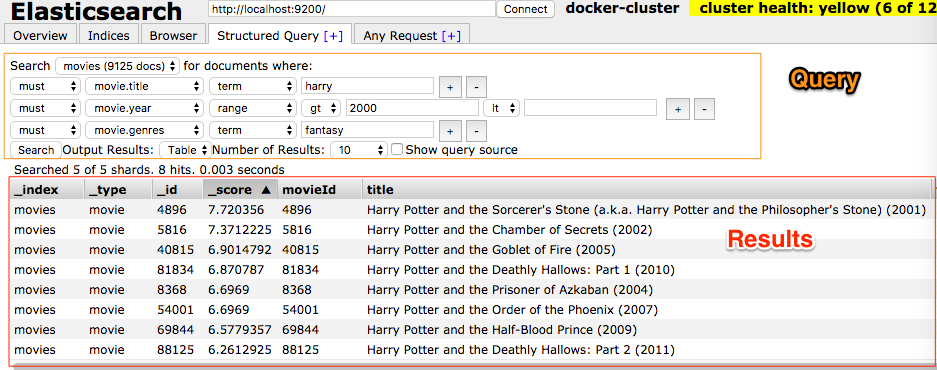 Elasticsearch http://localhost:9200/ Connect docker-cluster cluster health: yellow (6 of 12
Overview Indices Browser Structured Query [+] Any Request [+]
Search movies (9125 docs) for documents where:
Query
must movie.title term harry + -
must movie.year range gt 2000 lt + -
must movie.genres term fantasy + -
Search Output Results: Table Number of Results: 10 Show query source
Searched 5 of 5 shards. 8 hits. 0.003 seconds
_index _type _id _score ▲ movieId title
movies movie 4896 7.720356 4896 Harry Potter and the Sorcerer's Stone (a.k.a. Harry Potter and the Philosopher's Stone) (2001)
movies movie 5816 7.3712225 5816 Harry Potter and the Chamber of Secrets (2002)
Results
movies movie 40815 6.9014792 40815 Harry Potter and the Goblet of Fire (2005)
movies movie 81834 6.870787 81834 Harry Potter and the Deathly Hallows: Part 1 (2010)
movies movie 8368 6.6969 8368 Harry Potter and the Prisoner of Azkaban (2004)
movies movie 54001 6.6969 54001 Harry Potter and the Order of the Phoenix (2007)
movies movie 69844 6.5779357 69844 Harry Potter and the Half-Blood Prince (2009)
movies movie 88125 6.2612925 88125 Harry Potter and the Deathly Hallows: Part 2 (2011)